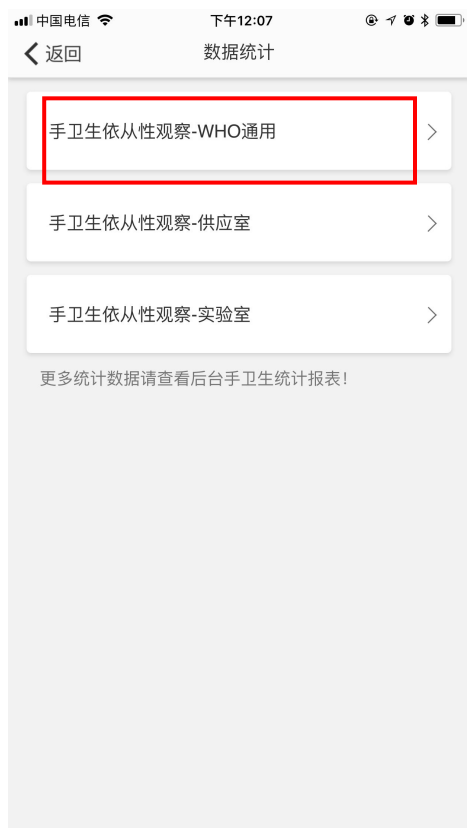 中国电信 下午12:07
返回 数据统计
手卫生依从性观察-WHO通用
手卫生依从性观察-供应室
手卫生依从性观察-实验室
更多统计数据请查看后台手卫生统计报表!